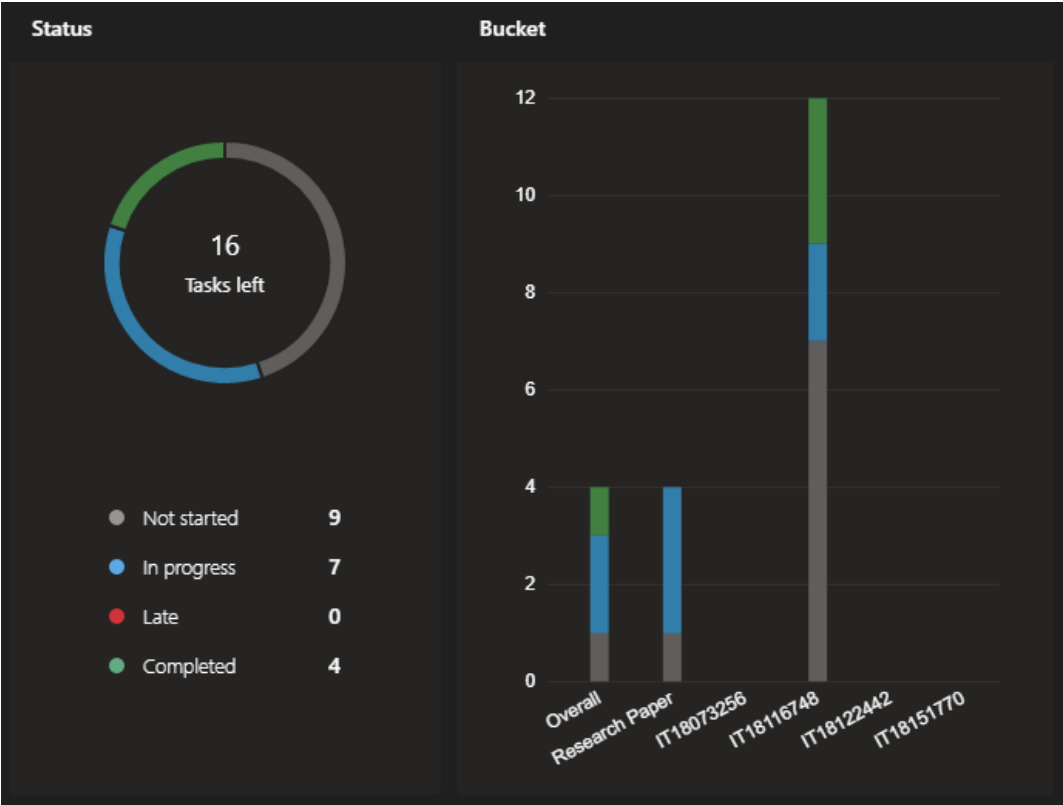 Status
16
Tasks left
Not started 9
In progress 7
Late 0
Completed 4
Bucket
12
10
8
6
4
2
0
Overall
Research Paper
IT18073256
IT18116748
IT18122442
IT18151770